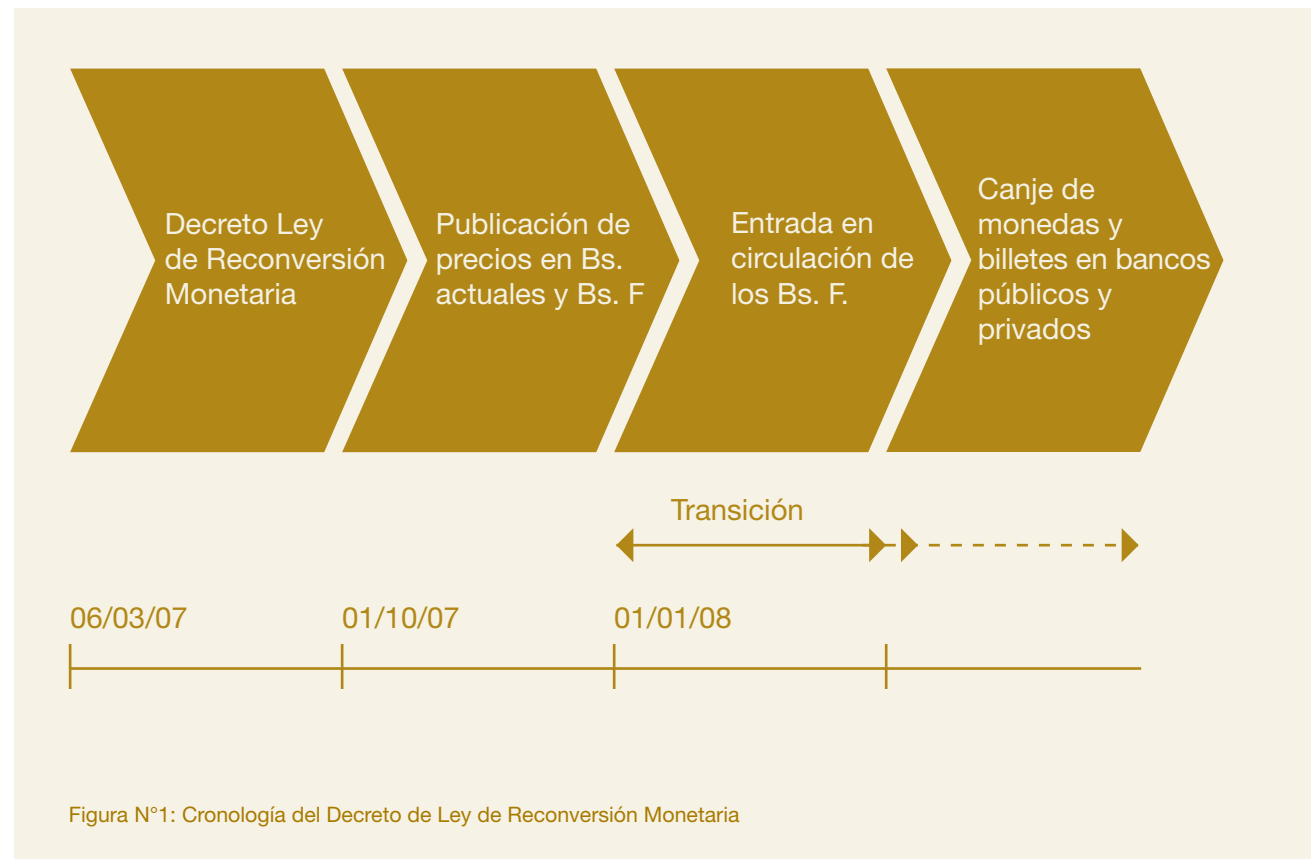 Decreto Ley
de Reconversión
Monetaria
Publicación de
precios en Bs.
actuales y Bs. F
Entrada en
circulación de
los Bs. F.
Canje de
monedas y
billetes en bancos
públicos y
privados
Transición
06/03/07
01/10/07
01/01/08
Figura N°1: Cronología del Decreto de Ley de Reconversión Monetaria